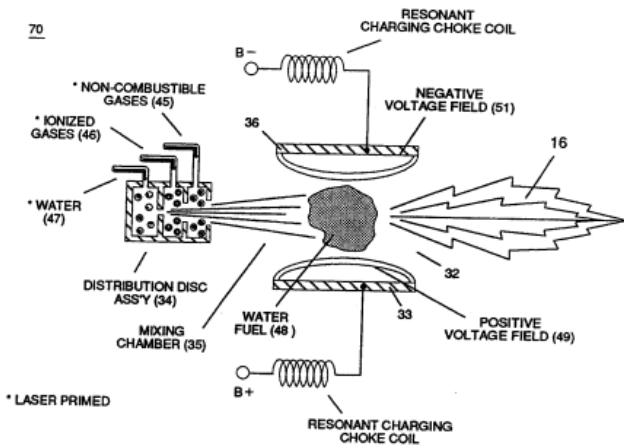 70
RESONANT
CHARGING CHOKE COIL
B-
* NON-COMBUSTIBLE
GASES (45)
* IONIZED
GASES (46)
* WATER
(47)
36
NEGATIVE
VOLTAGE FIELD (51)
16
DISTRIBUTION DISC
ASS'Y (34)
MIXING
CHAMBER (35)
WATER
FUEL (48)
33
32
POSITIVE
VOLTAGE FIELD (49)
B+
* LASER PRIMED
RESONANT CHARGING
CHOKE COIL